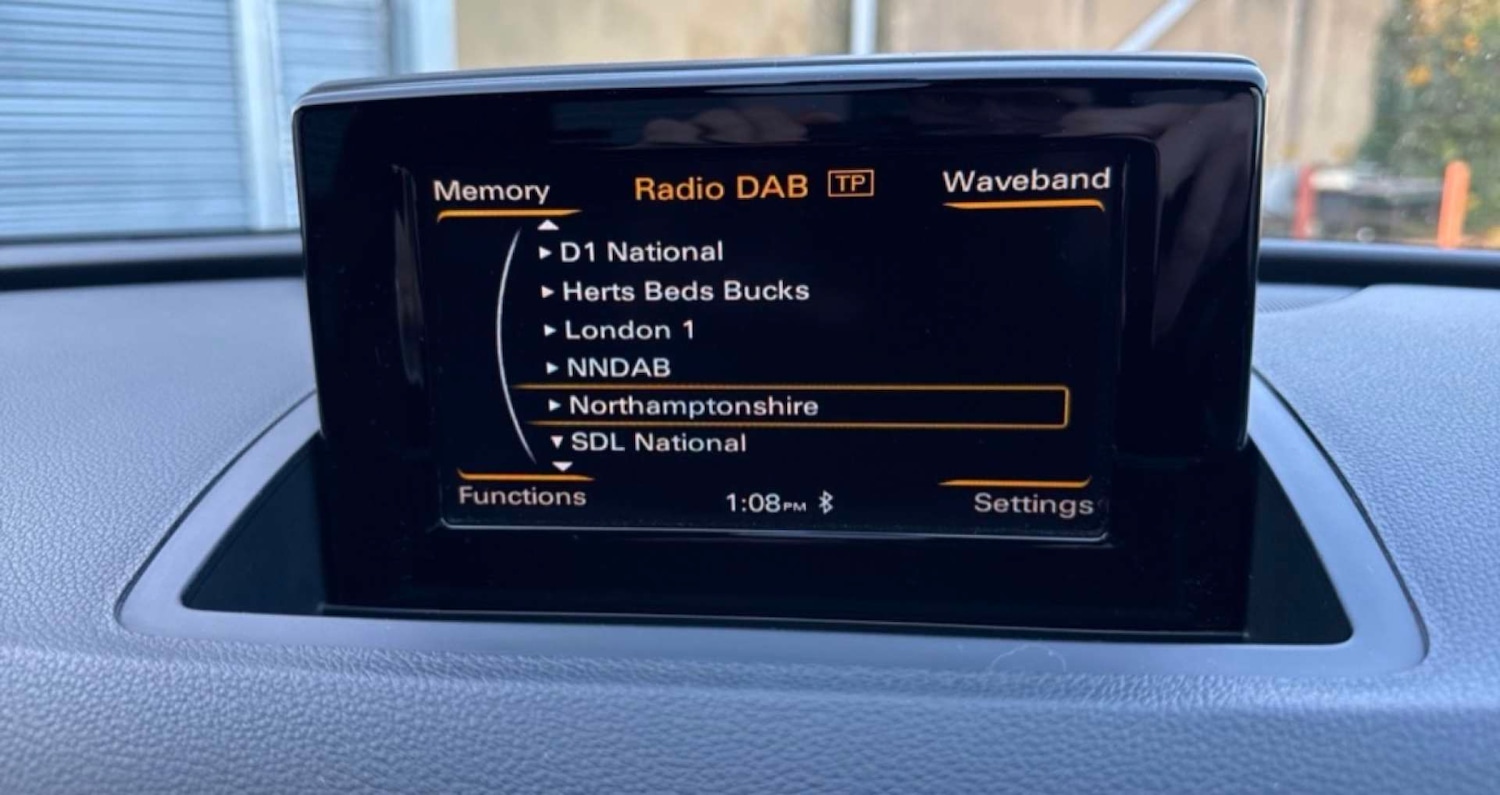 Memory
Radio DAB TP
Waveband
D1 National
Herts Beds Bucks
London 1
NNDAB
Northamptonshire
SDL National
Functions
1:08PM
Settings